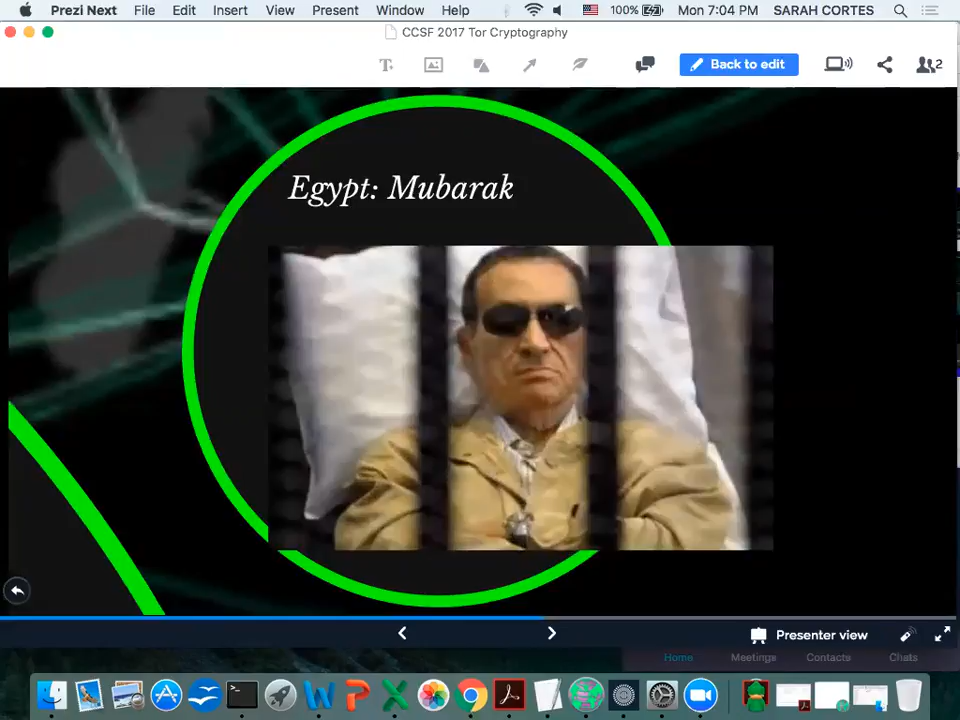 Prezi Next File Edit Insert View Present Window Help 100% Mon 7:04 PM SARAH CORTES
CCSF 2017 Tor Cryptography
Back to edit 2
Egypt: Mubarak
Presenter view
Home Meetings Contacts Chats